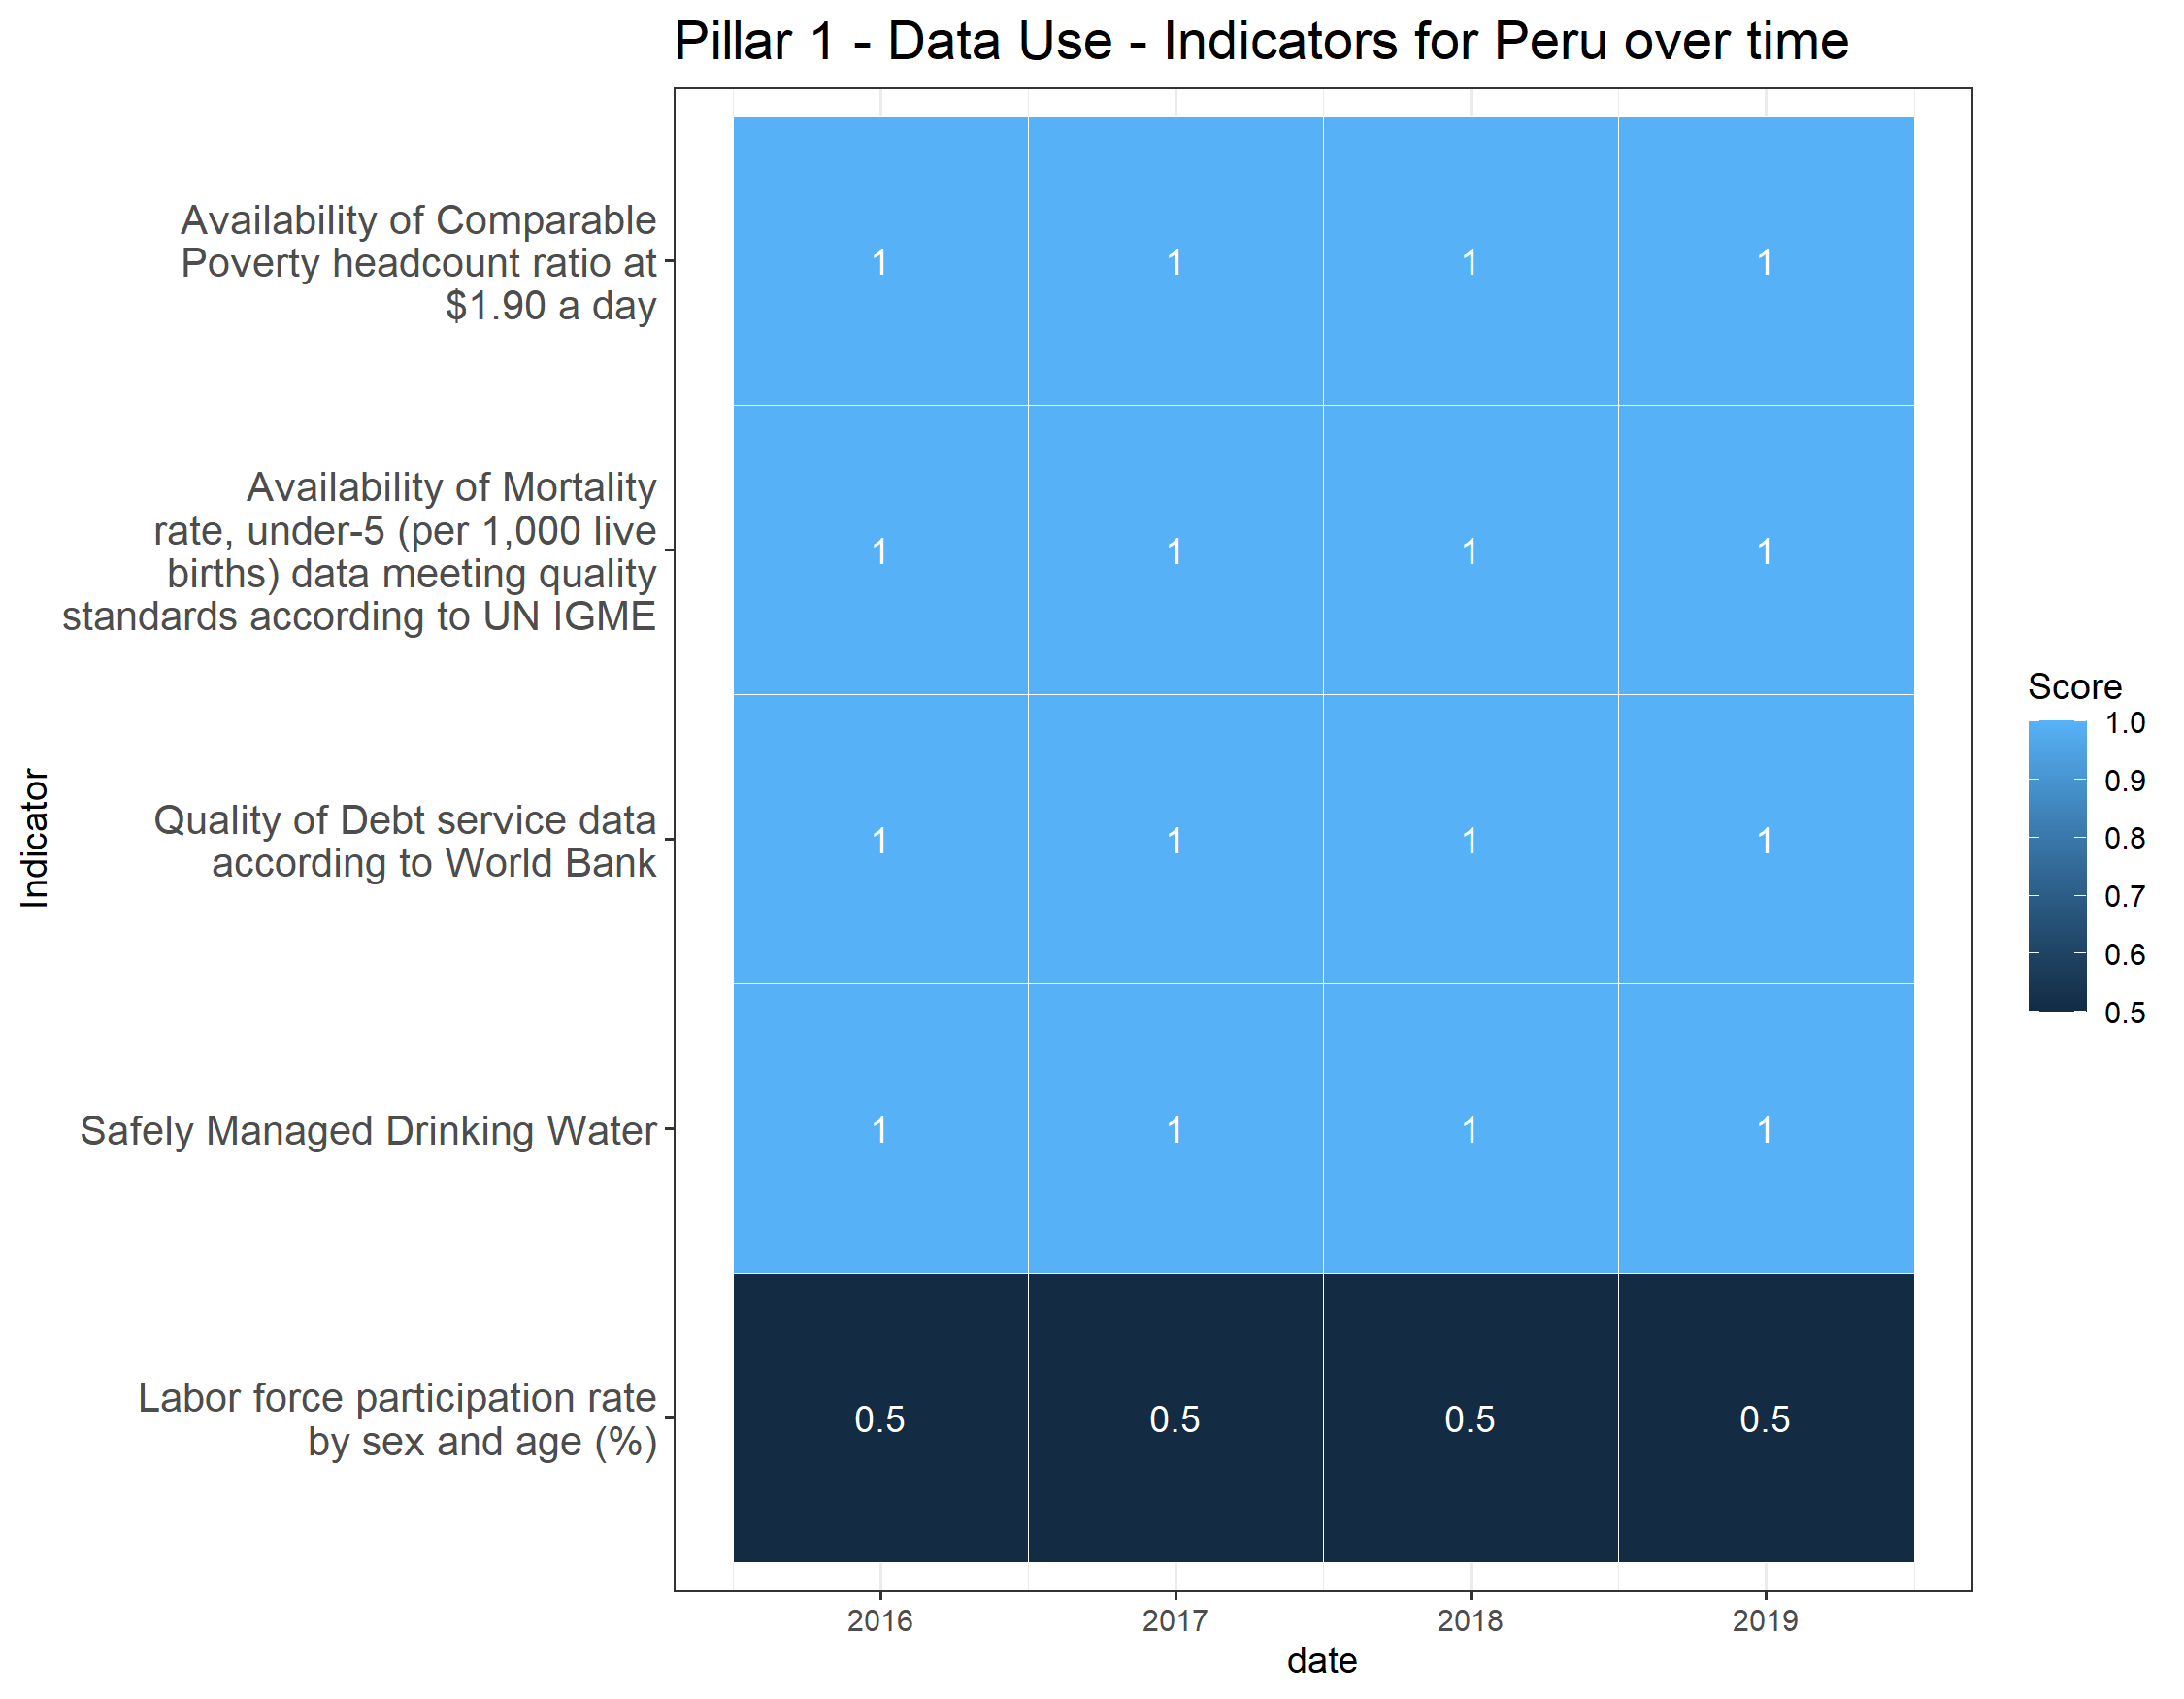 Pillar 1 - Data Use - Indicators for Peru over time
Indicator
Availability of Comparable
Poverty headcount ratio at
$1.90 a day
1 1 1 1
Availability of Mortality
rate, under-5 (per 1,000 live
births) data meeting quality
standards according to UN IGME
1 1 1 1
Quality of Debt service data
according to World Bank
1 1 1 1
Safely Managed Drinking Water
1 1 1 1
Labor force participation rate
by sex and age (%)
0.5 0.5 0.5 0.5
2016 2017 2018 2019
date
Score
1.0
0.9
0.8
0.7
0.6
0.5